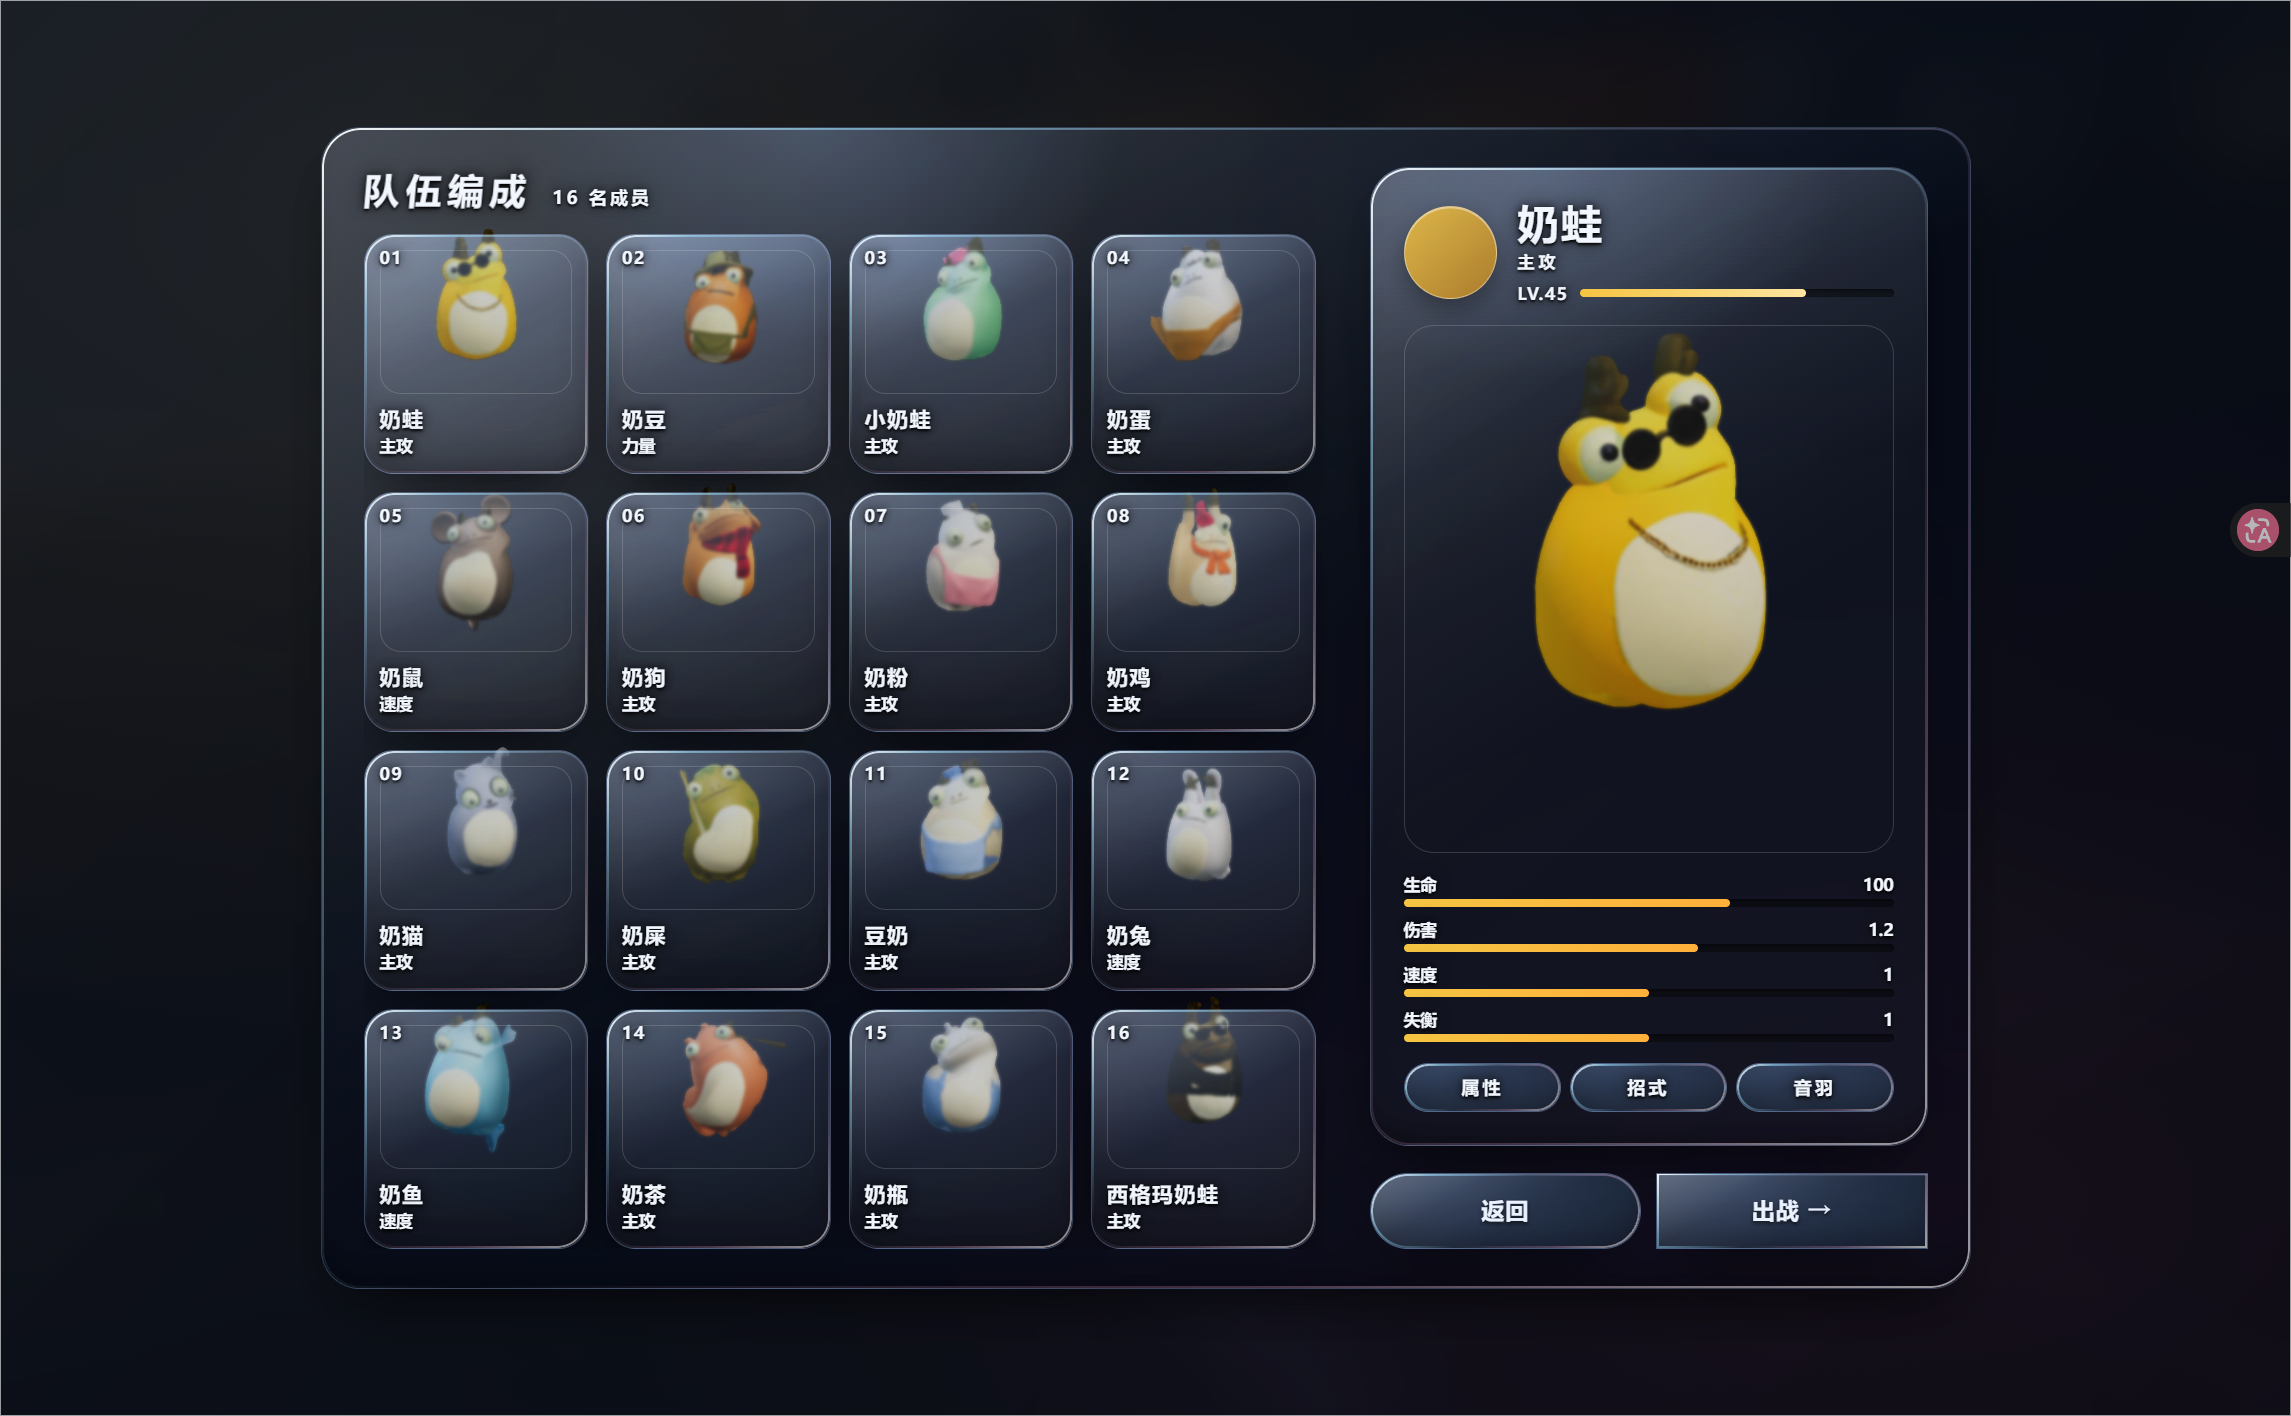 队伍编成 16 名成员
01
奶蛙
主攻
02
奶豆
力量
03
小奶蛙
主攻
04
奶蛋
主攻
05
奶鼠
速度
06
奶狗
主攻
07
奶粉
主攻
08
奶鸡
主攻
09
奶猫
主攻
10
奶屎
主攻
11
豆奶
主攻
12
奶兔
速度
13
奶鱼
速度
14
奶茶
主攻
15
奶瓶
主攻
16
西格玛奶蛙
主攻
奶蛙
主攻
LV.45
生命 100
伤害 1.2
速度 1
失衡 1
属性 招式 音羽
返回 出战 →